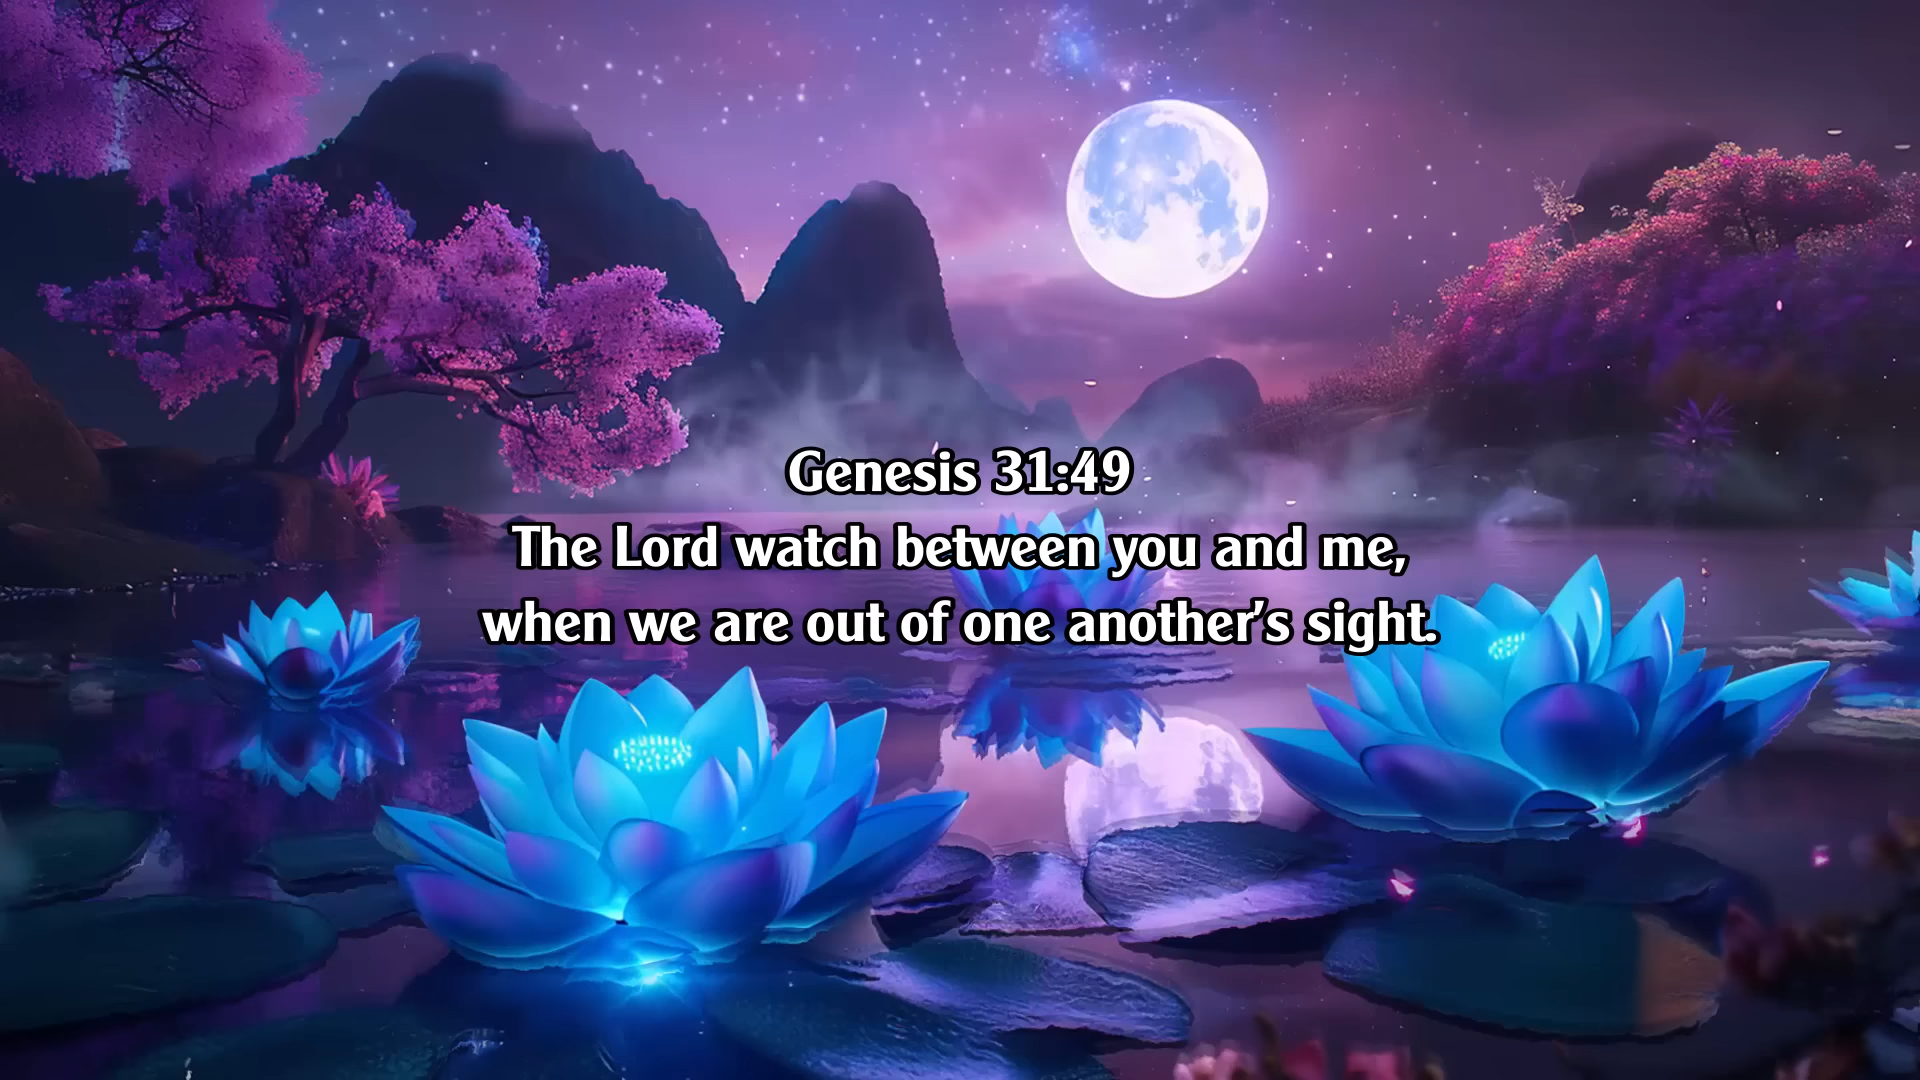 Genesis 31:49
The Lord watch between you and me,
when we are out of one another’s sight.